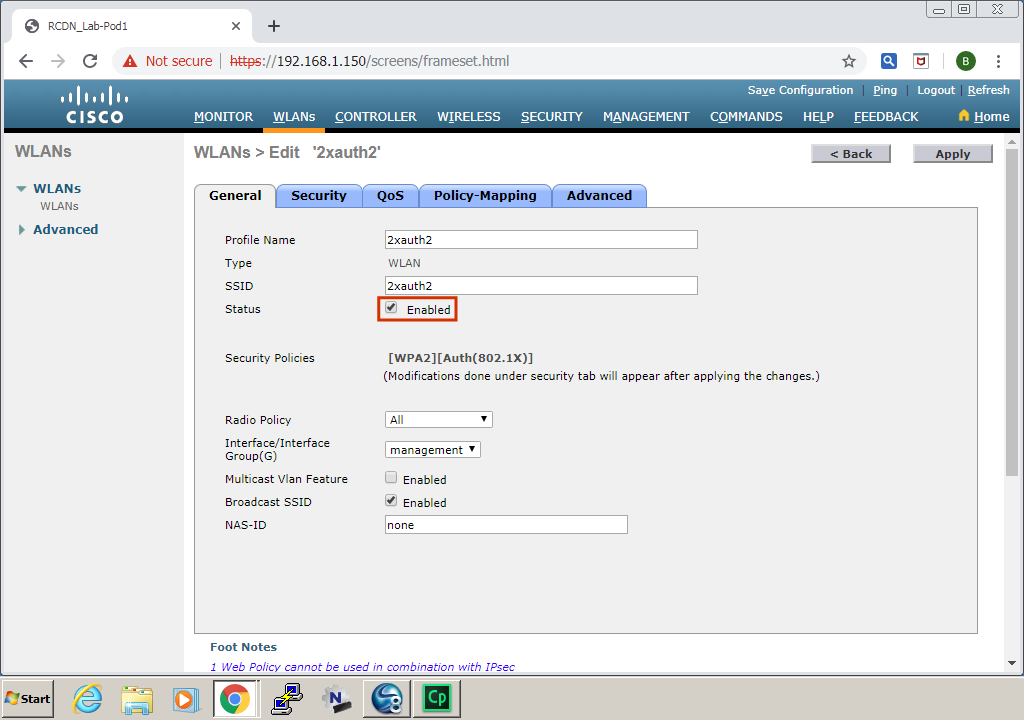 RCDN_Lab-Pod1
Not secure https://192.168.1.150/screens/frameset.html
B
Save Configuration Ping Logout Refresh
CISCO
MONITOR WLANs CONTROLLER WIRELESS SECURITY MANAGEMENT COMMANDS HELP FEEDBACK Home
WLANs
WLANs
WLANs
Advanced
WLANs > Edit '2xauth2'
< Back Apply
General Security QoS Policy-Mapping Advanced
Profile Name 2xauth2
Type WLAN
SSID 2xauth2
Status Enabled
Security Policies [WPA2][Auth(802.1X)]
(Modifications done under security tab will appear after applying the changes.)
Radio Policy All
Interface/Interface
Group(G) management
Multicast Vlan Feature Enabled
Broadcast SSID Enabled
NAS-ID none
Foot Notes
1 Web Policy cannot be used in combination with IPsec
Start N Cp